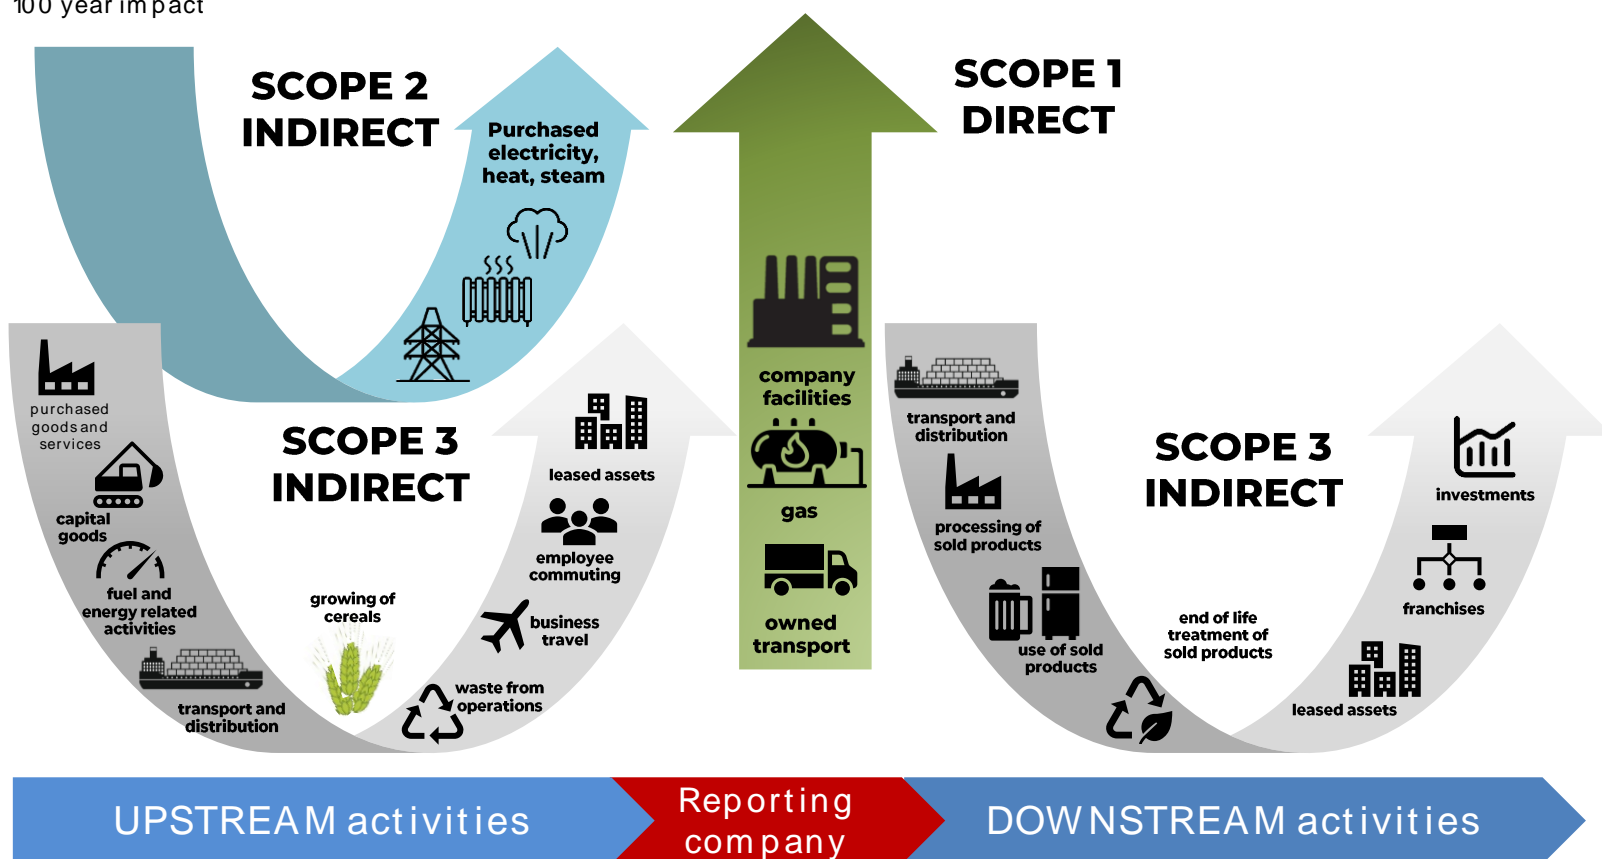 100 year impact
SCOPE 2
INDIRECT
Purchased
electricity,
heat, steam
SCOPE 1
DIRECT
company
facilities
gas
owned
transport
purchased
goods and
services
capital
goods
fuel and
energy related
activities
transport and
distribution
SCOPE 3
INDIRECT
growing of
cereals
leased assets
employee
commuting
business
travel
waste from
operations
transport and
distribution
processing of
sold products
use of sold
products
SCOPE 3
INDIRECT
end of life
treatment of
sold products
investments
franchises
leased assets
UPSTREAM activities
Reporting
company
DOWNSTREAM activities